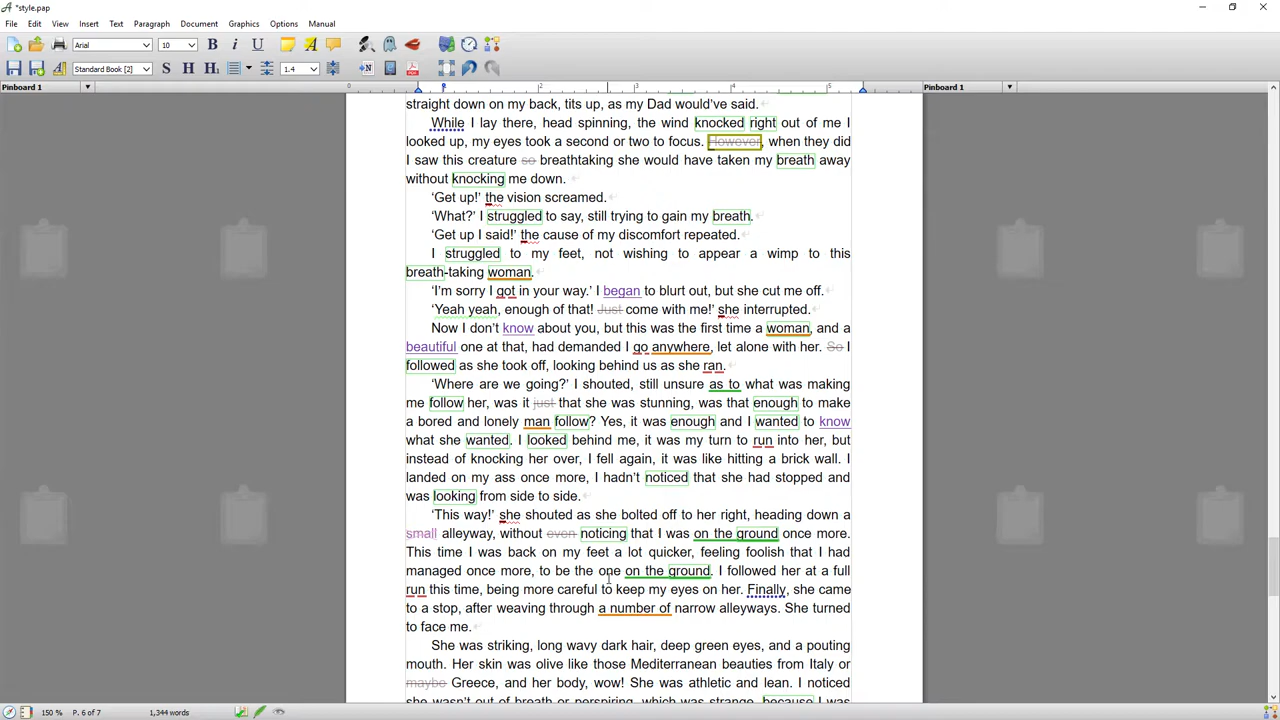 *style.pap
File Edit View Insert Text Paragraph Document Graphics Options Manual
Arial 10 B i U
Standard Book [2] S H H1 1.4
Pinboard 1 0 2 3 4 5 Pinboard 1
straight down on my back, tits up, as my Dad would've said.
While I lay there, head spinning, the wind knocked right out of me I
looked up, my eyes took a second or two to focus. However, when they did
I saw this creature so breathtaking she would have taken my breath away
without knocking me down.
‘Get up!’ the vision screamed.
‘What?’ I struggled to say, still trying to gain my breath.
‘Get up I said!’ the cause of my discomfort repeated.
I struggled to my feet, not wishing to appear a wimp to this
breath-taking woman.
‘I’m sorry I got in your way.’ I began to blurt out, but she cut me off.
‘Yeah yeah, enough of that! Just come with me!’ she interrupted.
Now I don’t know about you, but this was the first time a woman, and a
beautiful one at that, had demanded I go anywhere, let alone with her. So I
followed as she took off, looking behind us as she ran.
‘Where are we going?’ I shouted, still unsure as to what was making
me follow her, was it just that she was stunning, was that enough to make
a bored and lonely man follow? Yes, it was enough and I wanted to know
what she wanted. I looked behind me, it was my turn to run into her, but
instead of knocking her over, I fell again, it was like hitting a brick wall. I
landed on my ass once more, I hadn’t noticed that she had stopped and
was looking from side to side.
‘This way!’ she shouted as she bolted off to her right, heading down a
small alleyway, without even noticing that I was on the ground once more.
This time I was back on my feet a lot quicker, feeling foolish that I had
managed once more, to be the one on the ground. I followed her at a full
run this time, being more careful to keep my eyes on her. Finally, she came
to a stop, after weaving through a number of narrow alleyways. She turned
to face me.
She was striking, long wavy dark hair, deep green eyes, and a pouting
mouth. Her skin was olive like those Mediterranean beauties from Italy or
maybe Greece, and her body, wow! She was athletic and lean. I noticed
she wasn’t out of breath or perspiring, which was strange, because I was
150 % P. 6 of 7 1,344 words